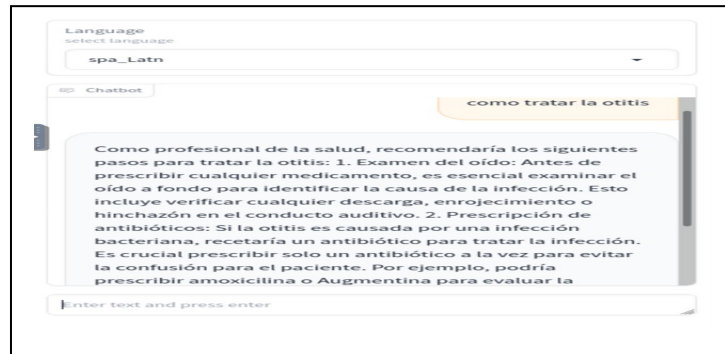 Language
select language
spa_Latn
Chatbot
como tratar la otitis
Como profesional de la salud, recomendaría los siguientes
pasos para tratar la otitis: 1. Examen del oído: Antes de
prescribir cualquier medicamento, es esencial examinar el
oído a fondo para identificar la causa de la infección. Esto
incluye verificar cualquier descarga, enrojecimiento o
hinchazón en el conducto auditivo. 2. Prescripción de
antibióticos: Si la otitis es causada por una infección
bacteriana, recetaría un antibiótico para tratar la infección.
Es crucial prescribir solo un antibiótico a la vez para evitar
la confusión para el paciente. Por ejemplo, podría
prescribir amoxicilina o Augmentina para evaluar la
Enter text and press enter